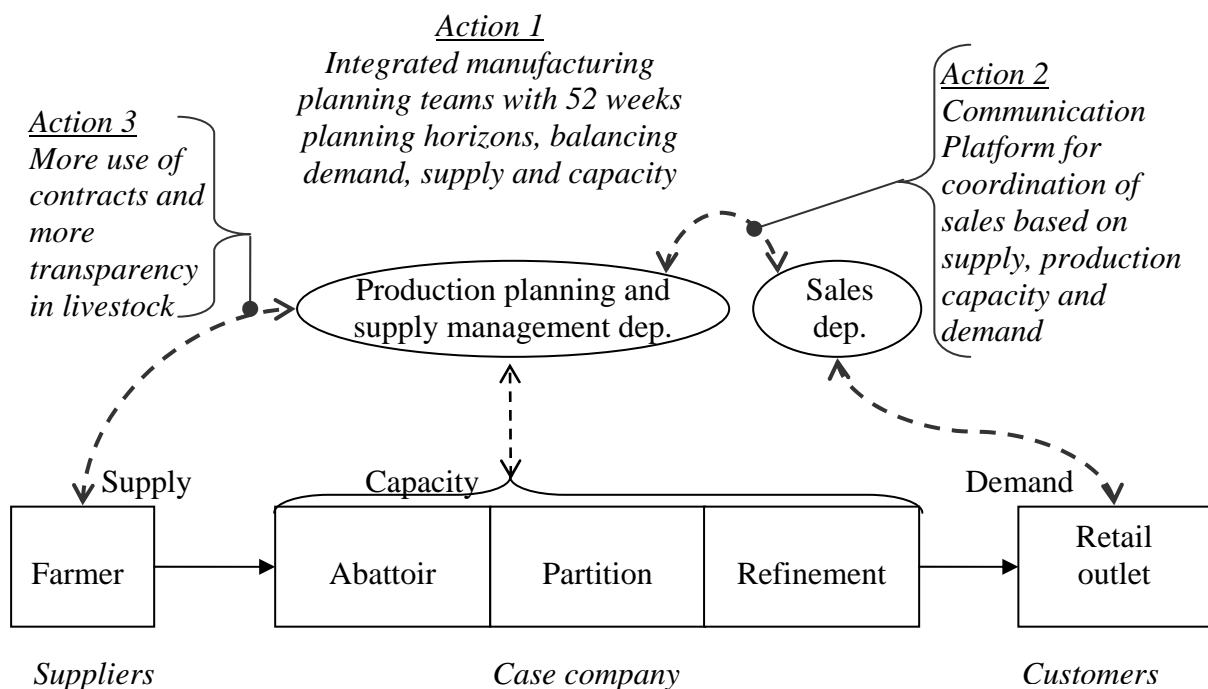 Action 1
Integrated manufacturing
planning teams with 52 weeks
planning horizons, balancing
demand, supply and capacity
Action 2
Communication
Platform for
coordination of
sales based on
supply, production
capacity and
demand
Action 3
More use of
contracts and
more
transparency
in livestock
Production planning and
supply management dep.
Sales
dep.
Supply
Capacity
Demand
Farmer
Abattoir
Partition
Refinement
Retail
outlet
Suppliers
Case company
Customers